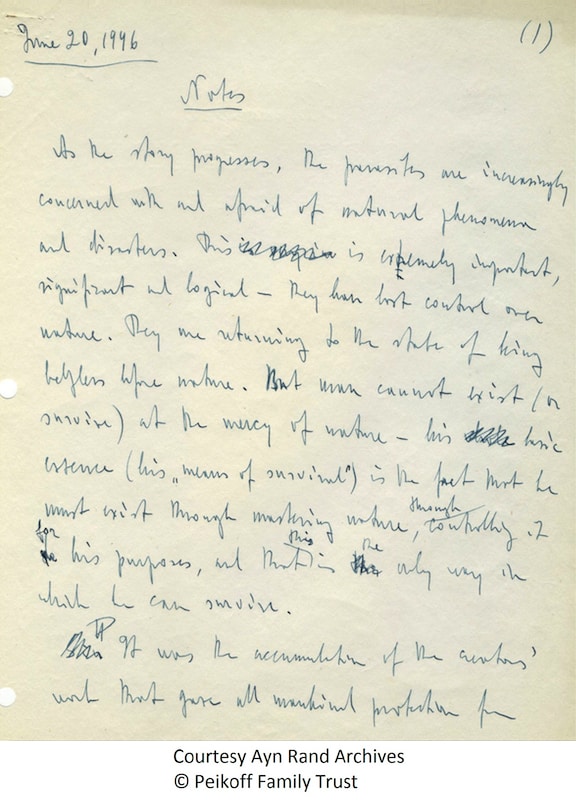 June 20, 1946
(1)
Notes
As the story progresses, the parasites are increasingly
concerned with and afraid of natural phenomena
and disasters. This is extremely important,
significant and logical — they have lost control over
nature. They are returning to the state of being
helpless before nature. But man cannot exist (or
survive) at the mercy of nature — his basic
essence (his „means of survival") is the fact that he
must exist through mastering nature, through controlling it
for his purposes, and that this is the only way in
which he can survive.
It was the accumulation of the creators'
work that gave all mankind protection from
Courtesy Ayn Rand Archives
© Peikoff Family Trust